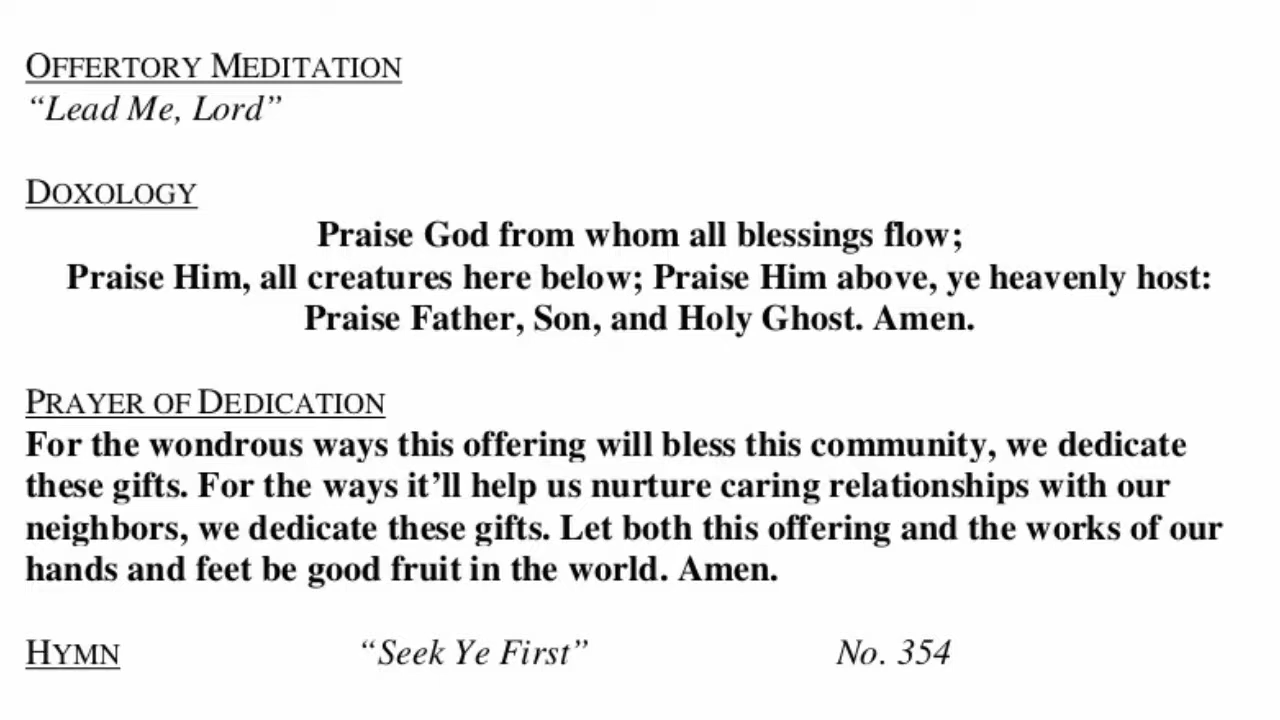 OFFERTORY MEDITATION
“Lead Me, Lord”
DOXOLOGY
Praise God from whom all blessings flow;
Praise Him, all creatures here below; Praise Him above, ye heavenly host:
Praise Father, Son, and Holy Ghost. Amen.
PRAYER OF DEDICATION
For the wondrous ways this offering will bless this community, we dedicate
these gifts. For the ways it’ll help us nurture caring relationships with our
neighbors, we dedicate these gifts. Let both this offering and the works of our
hands and feet be good fruit in the world. Amen.
HYMN “Seek Ye First” No. 354